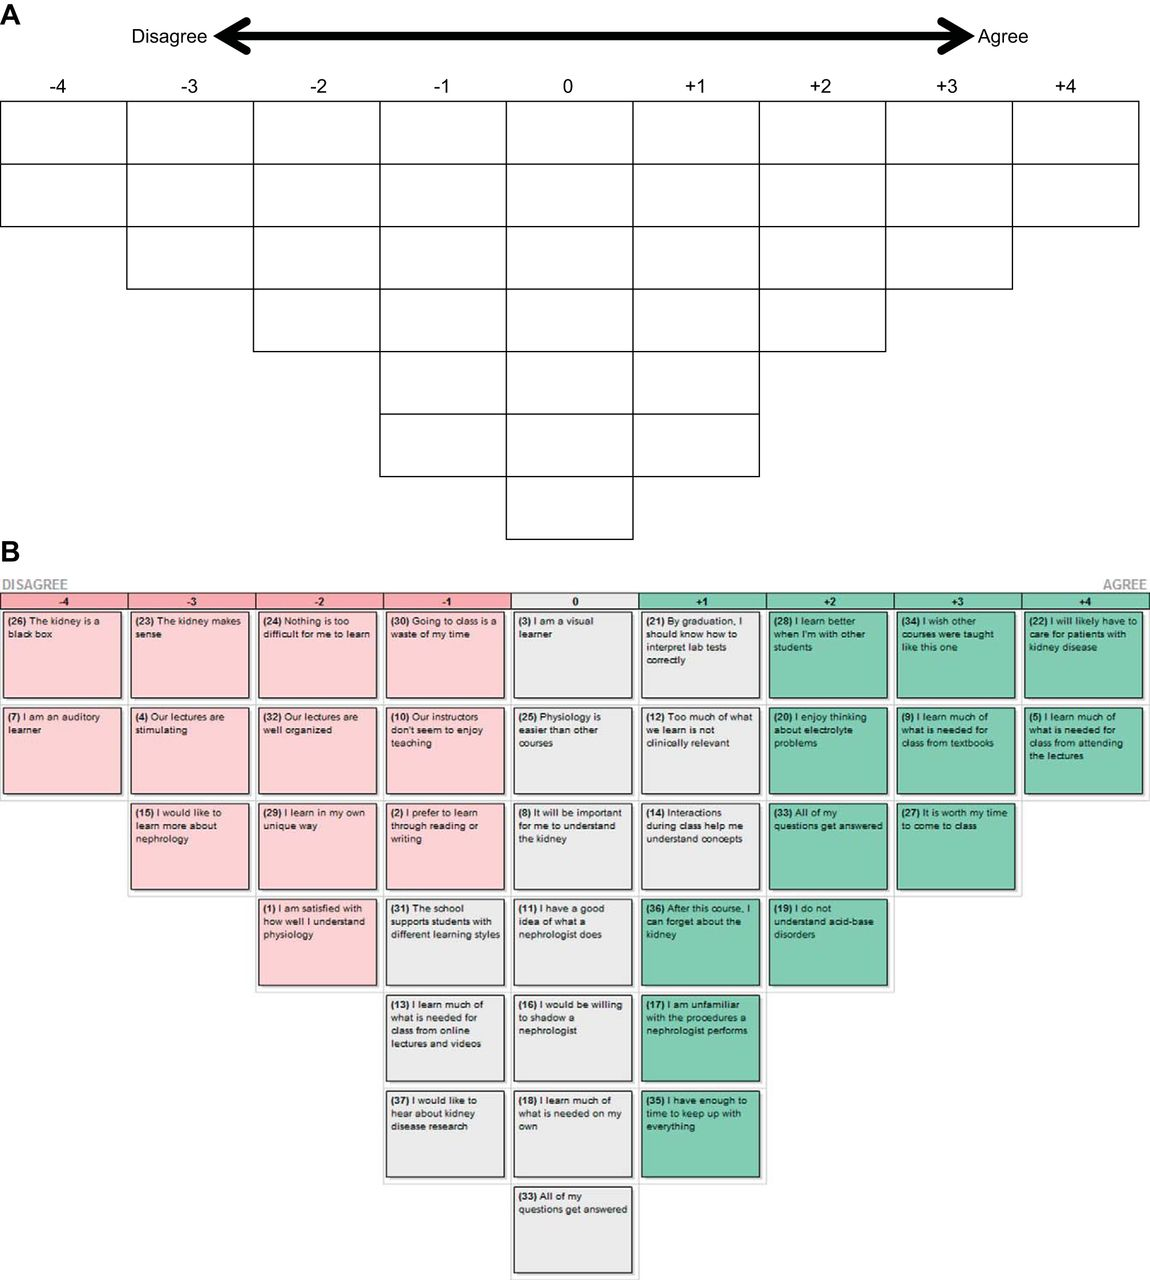 A
Disagree Agree
-4 -3 -2 -1 0 +1 +2 +3 +4
B
DISAGREE AGREE
-4 -3 -2 -1 0 +1 +2 +3 +4
(26) The kidney is a
black box
(23) The kidney makes
sense
(24) Nothing is too
difficult for me to learn
(30) Going to class is a
waste of my time
(3) I am a visual
learner
(21) By graduation, I
should know how to
interpret lab tests
correctly
(28) I learn better
when I'm with other
students
(34) I wish other
courses were taught
like this one
(22) I will likely have to
care for patients with
kidney disease
(7) I am an auditory
learner
(4) Our lectures are
stimulating
(32) Our lectures are
well organized
(10) Our instructors
don't seem to enjoy
teaching
(25) Physiology is
easier than other
courses
(12) Too much of what
we learn is not
clinically relevant
(20) I enjoy thinking
about electrolyte
problems
(9) I learn much of
what is needed for
class from textbooks
(5) I learn much of
what is needed for
class from attending
the lectures
(15) I would like to
learn more about
nephrology
(29) I learn in my own
unique way
(2) I prefer to learn
through reading or
writing
(8) It will be important
for me to understand
the kidney
(14) Interactions
during class help me
understand concepts
(33) All of my
questions get answered
(27) It is worth my time
to come to class
(1) I am satisfied with
how well I understand
physiology
(31) The school
supports students with
different learning styles
(11) I have a good
idea of what a
nephrologist does
(36) After this course, I
can forget about the
kidney
(19) I do not
understand acid-base
disorders
(13) I learn much of
what is needed for
class from online
lectures and videos
(16) I would be willing
to shadow a
nephrologist
(17) I am unfamiliar
with the procedures a
nephrologist performs
(37) I would like to
hear about kidney
disease research
(18) I learn much of
what is needed on my
own
(35) I have enough to
time to keep up with
everything
(33) All of my
questions get answered